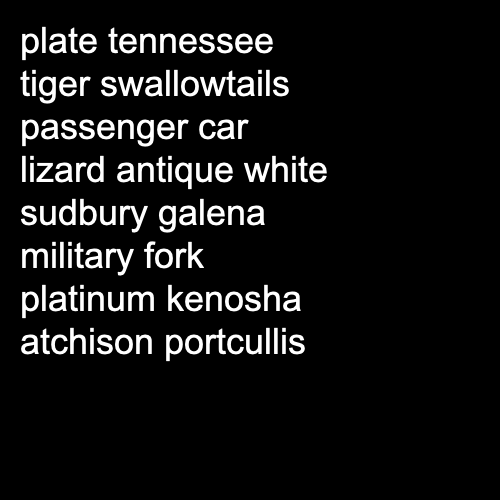 plate tennessee
tiger swallowtails
passenger car
lizard antique white
sudbury galena
military fork
platinum kenosha
atchison portcullis